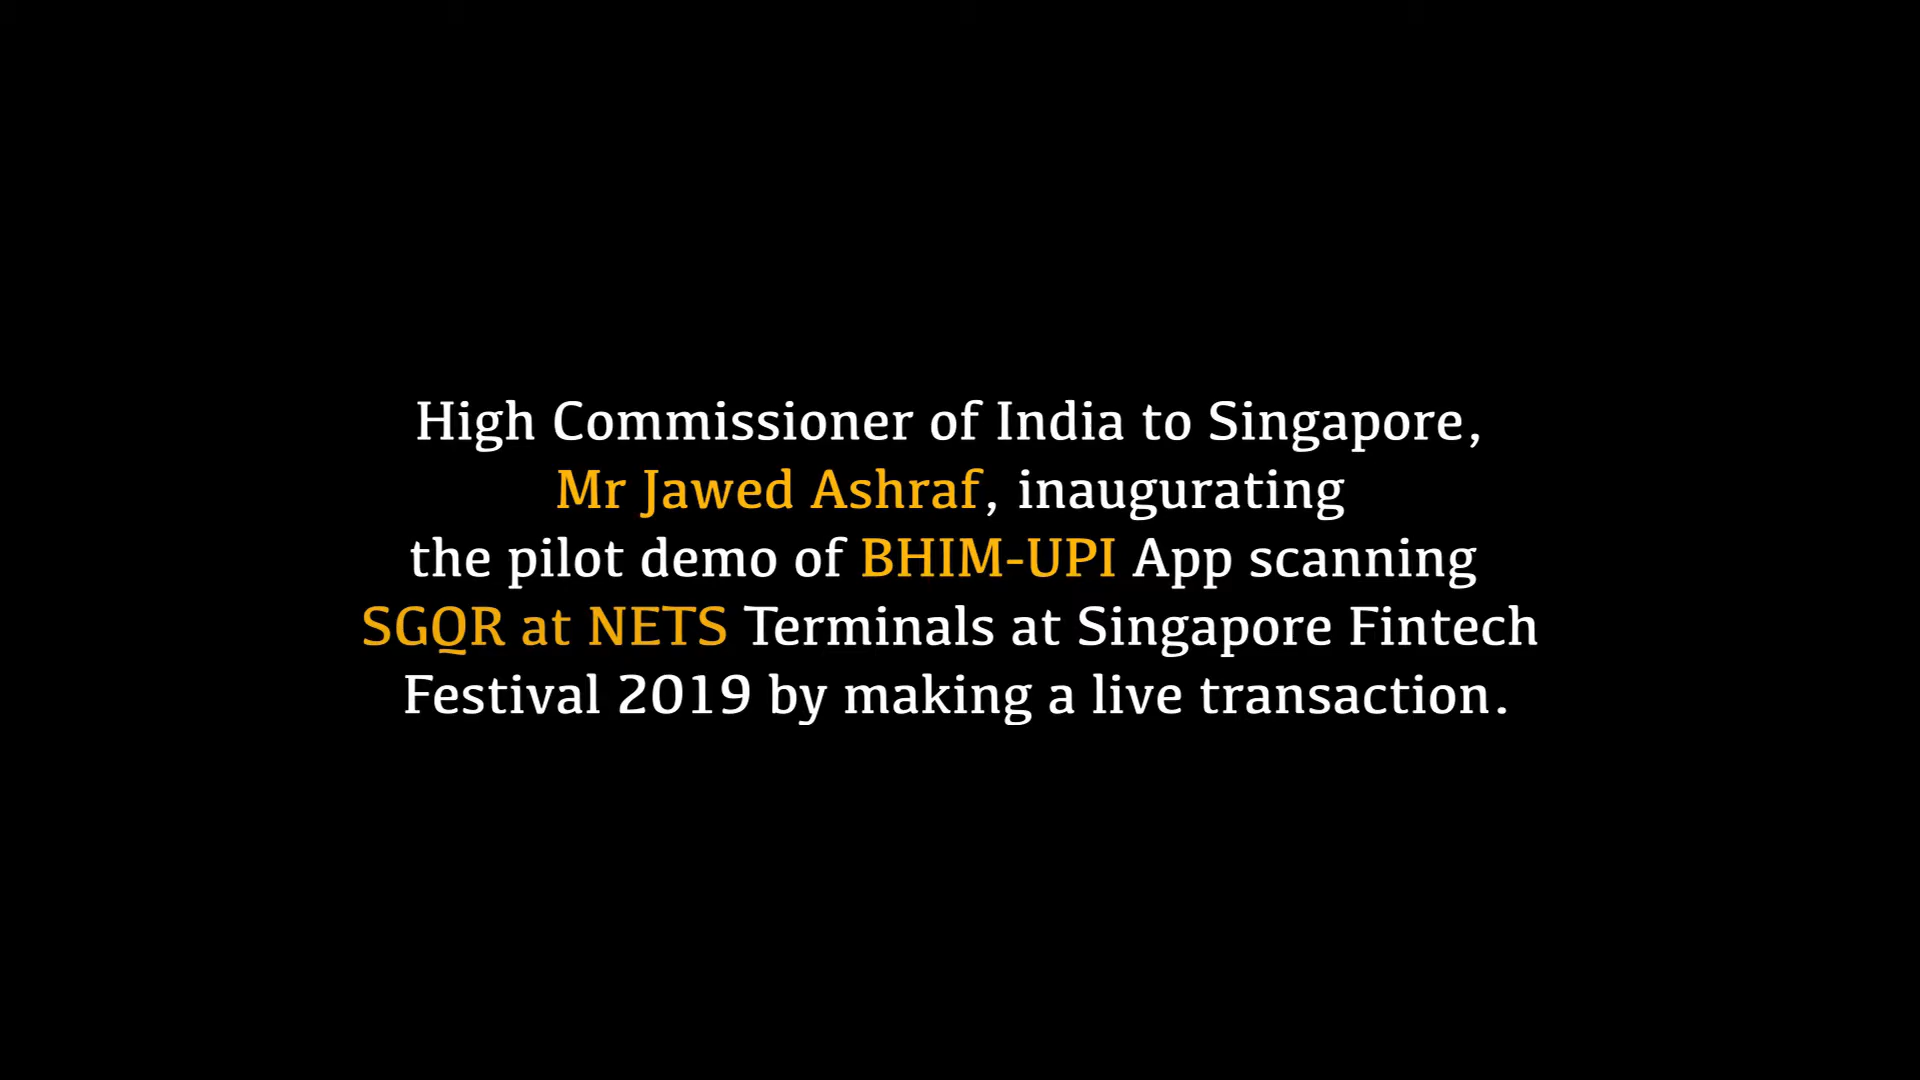 High Commissioner of India to Singapore,
Mr Jawed Ashraf, inaugurating
the pilot demo of BHIM-UPI App scanning
SGQR at NETS Terminals at Singapore Fintech
Festival 2019 by making a live transaction.